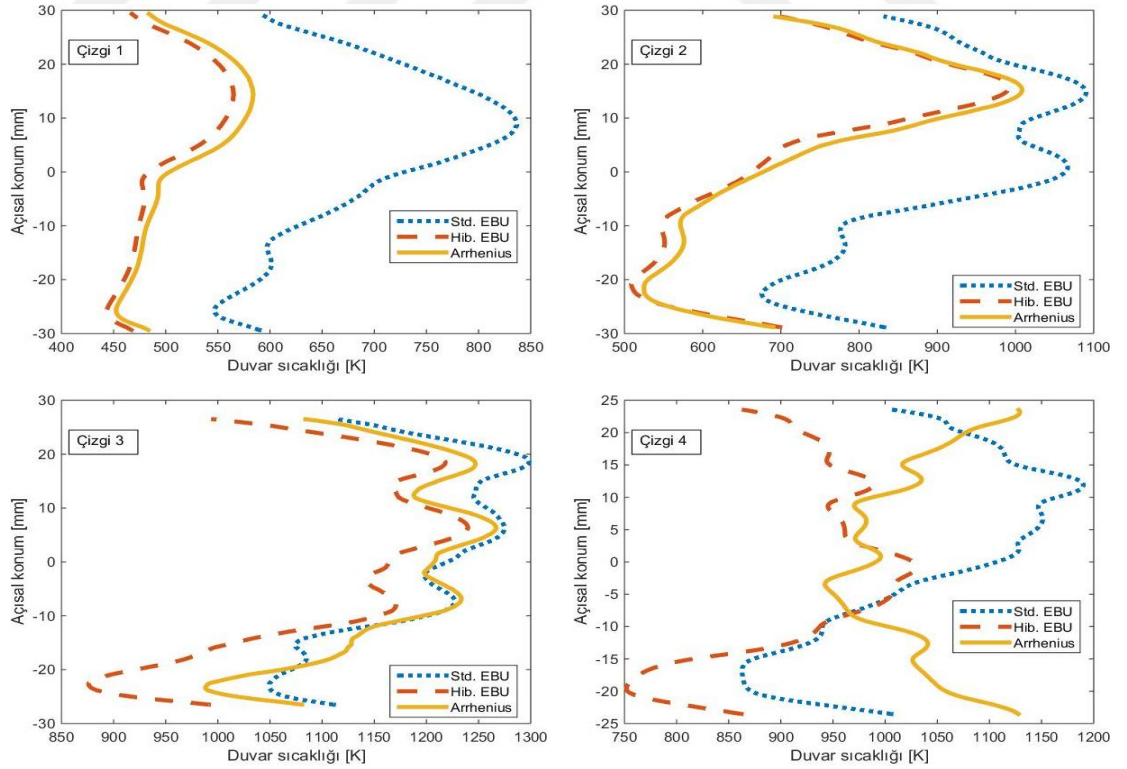 Çizgi 1
Açısal konum [mm]
30
20
10
0
-10
-20
-30
Std. EBU
Hib. EBU
Arrhenius
400 450 500 550 600 650 700 750 800 850
Duvar sıcaklığı [K]
Çizgi 2
Açısal konum [mm]
30
20
10
0
-10
-20
-30
Std. EBU
Hib. EBU
Arrhenius
500 600 700 800 900 1000 1100
Duvar sıcaklığı [K]
Çizgi 3
Açısal konum [mm]
30
20
10
0
-10
-20
-30
Std. EBU
Hib. EBU
Arrhenius
850 900 950 1000 1050 1100 1150 1200 1250 1300
Duvar sıcaklığı [K]
Çizgi 4
Açısal konum [mm]
25
20
15
10
5
0
-5
-10
-15
-20
-25
Std. EBU
Hib. EBU
Arrhenius
750 800 850 900 950 1000 1050 1100 1150 1200
Duvar sıcaklığı [K]